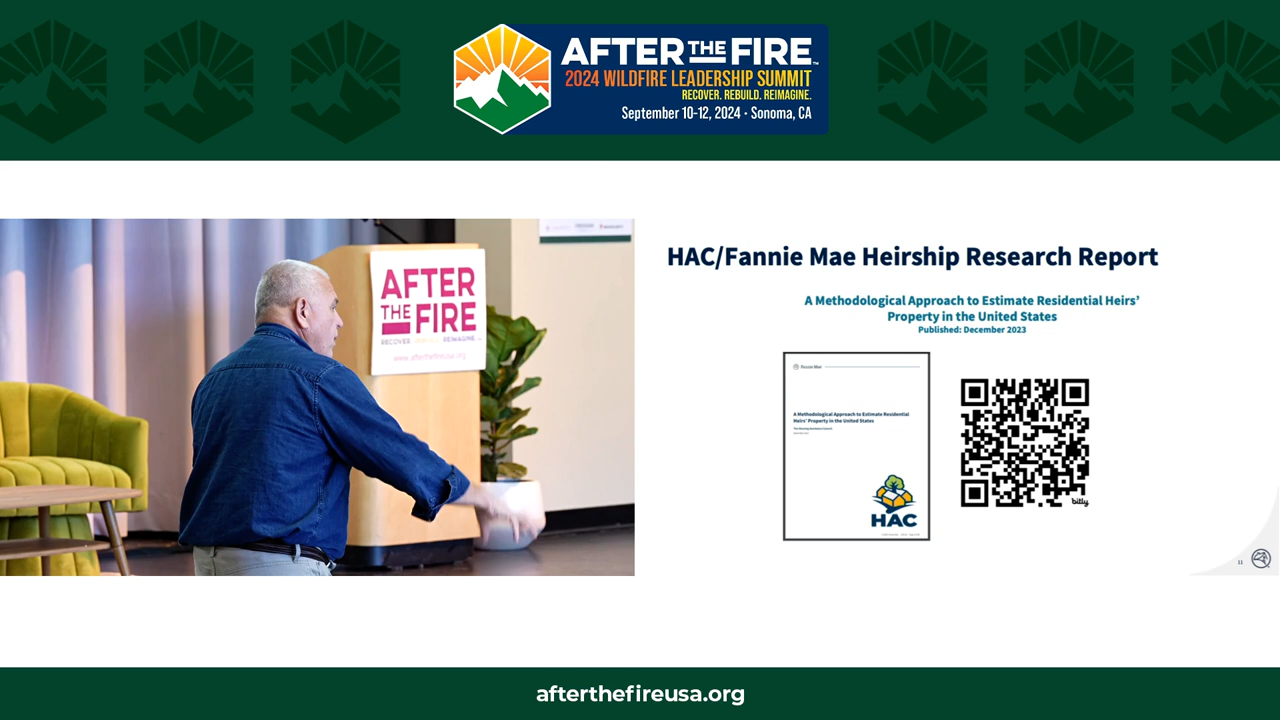 AFTER THE FIRE™
2024 WILDFIRE LEADERSHIP SUMMIT
RECOVER. REBUILD. REIMAGINE.
September 10-12, 2024 · Sonoma, CA
AFTER
THE FIRE
RECOVER REBUILD REIMAGINE
www.afterthefireusa.org
HAC/Fannie Mae Heirship Research Report
A Methodological Approach to Estimate Residential Heirs’
Property in the United States
Published: December 2023
Fannie Mae
A Methodological Approach to Estimate Residential
Heirs' Property in the United States
HAC
bitly
11
afterthefireusa.org